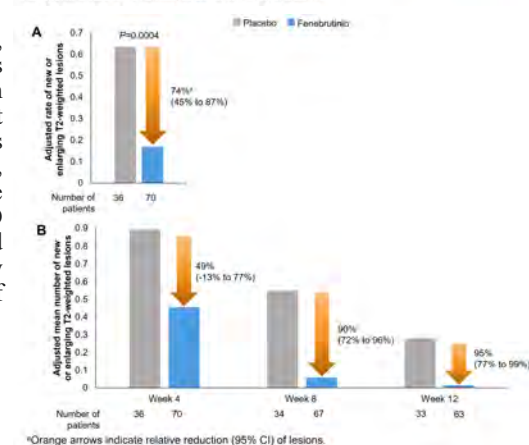 Placebo Fenebrutinib
A
P=0.0004
Adjusted rate of new or
enlarging T2-weighted lesions
0.7
0.6
0.5
0.4
0.3
0.2
0.1
0
74%ª
(45% to 87%)
Number of
patients
36 70
B
Adjusted mean number of new
or enlarging T2-weighted lesions
0.9
0.8
0.7
0.6
0.5
0.4
0.3
0.2
0.1
0
49%
(-13% to 77%)
90%
(72% to 96%)
95%
(77% to 99%)
Week 4 Week 8 Week 12
Number of
patients
36 70 34 67 33 63
ªOrange arrows indicate relative reduction (95% CI) of lesions.